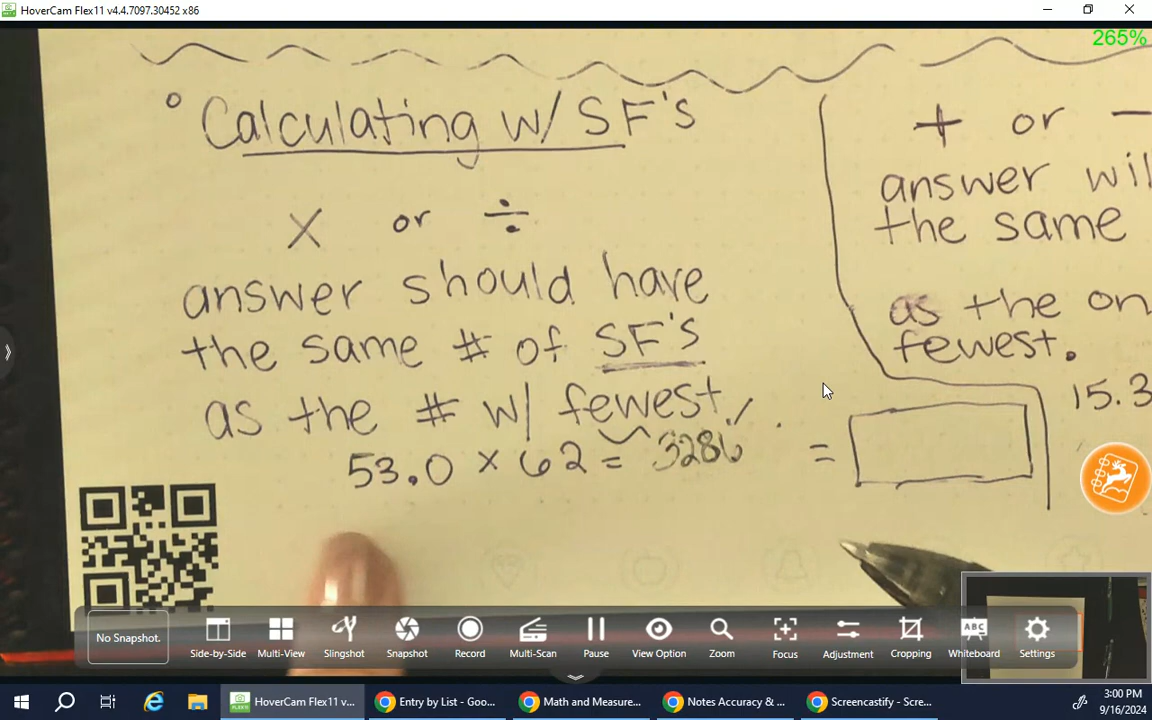 HoverCam Flex11 v4.4.7097.30452 x86
265%
Calculating w/ SF's
X or ÷
answer should have
the same # of SF's
as the # w/ fewest.
53.0 × 62 = 3286 =
+ or −
answer wil
the same
as the on
fewest.
15.3
No Snapshot.
Side-by-Side
Multi-View
Slingshot
Snapshot
Record
Multi-Scan
Pause
View Option
Zoom
Focus
Adjustment
Cropping
ABC
Whiteboard
Settings
HoverCam Flex11 v...
Entry by List - Goo...
Math and Measure...
Notes Accuracy & ...
Screencastify - Scre...
3:00 PM
9/16/2024